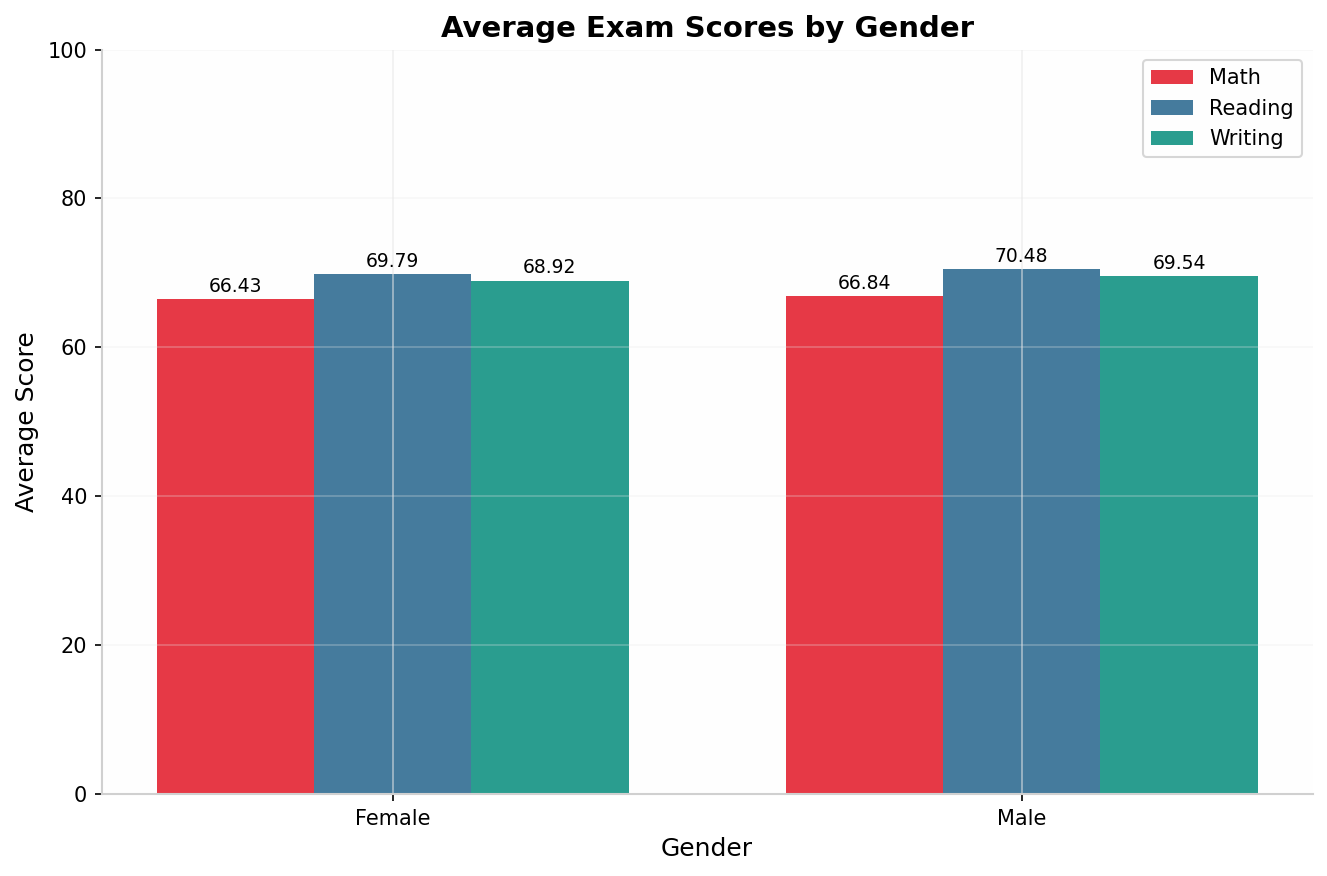 Average Exam Scores by Gender
Math
Reading
Writing
100
80
60
40
20
0
Average Score
66.43
69.79
68.92
66.84
70.48
69.54
Female
Male
Gender